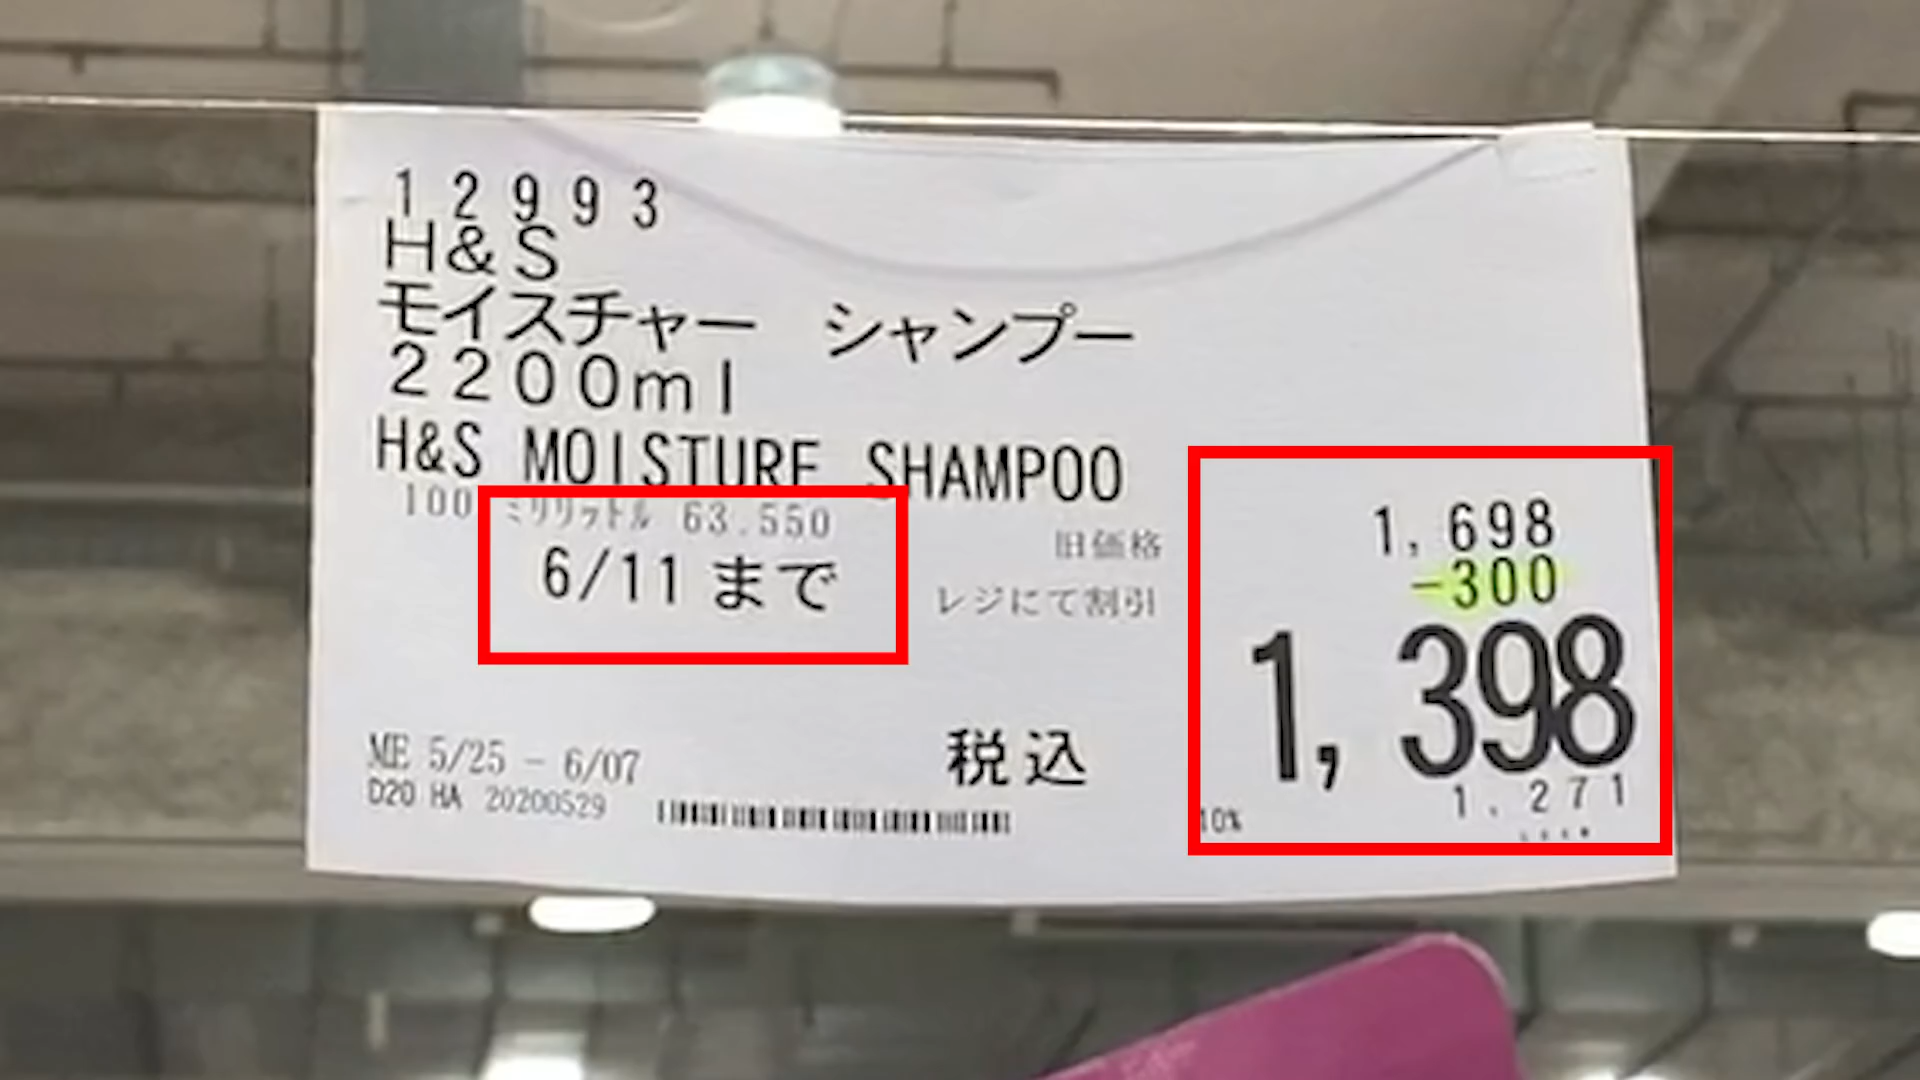 12993
H&S
モイスチャー シャンプー
2200ml
H&S MOISTURE SHAMPOO
100 ミリリットル 63.550
6/11 まで
旧価格 1,698
レジにて割引 -300
税込 1,398
1.271
10%
ME 5/25 - 6/07
D20 HA 20200529